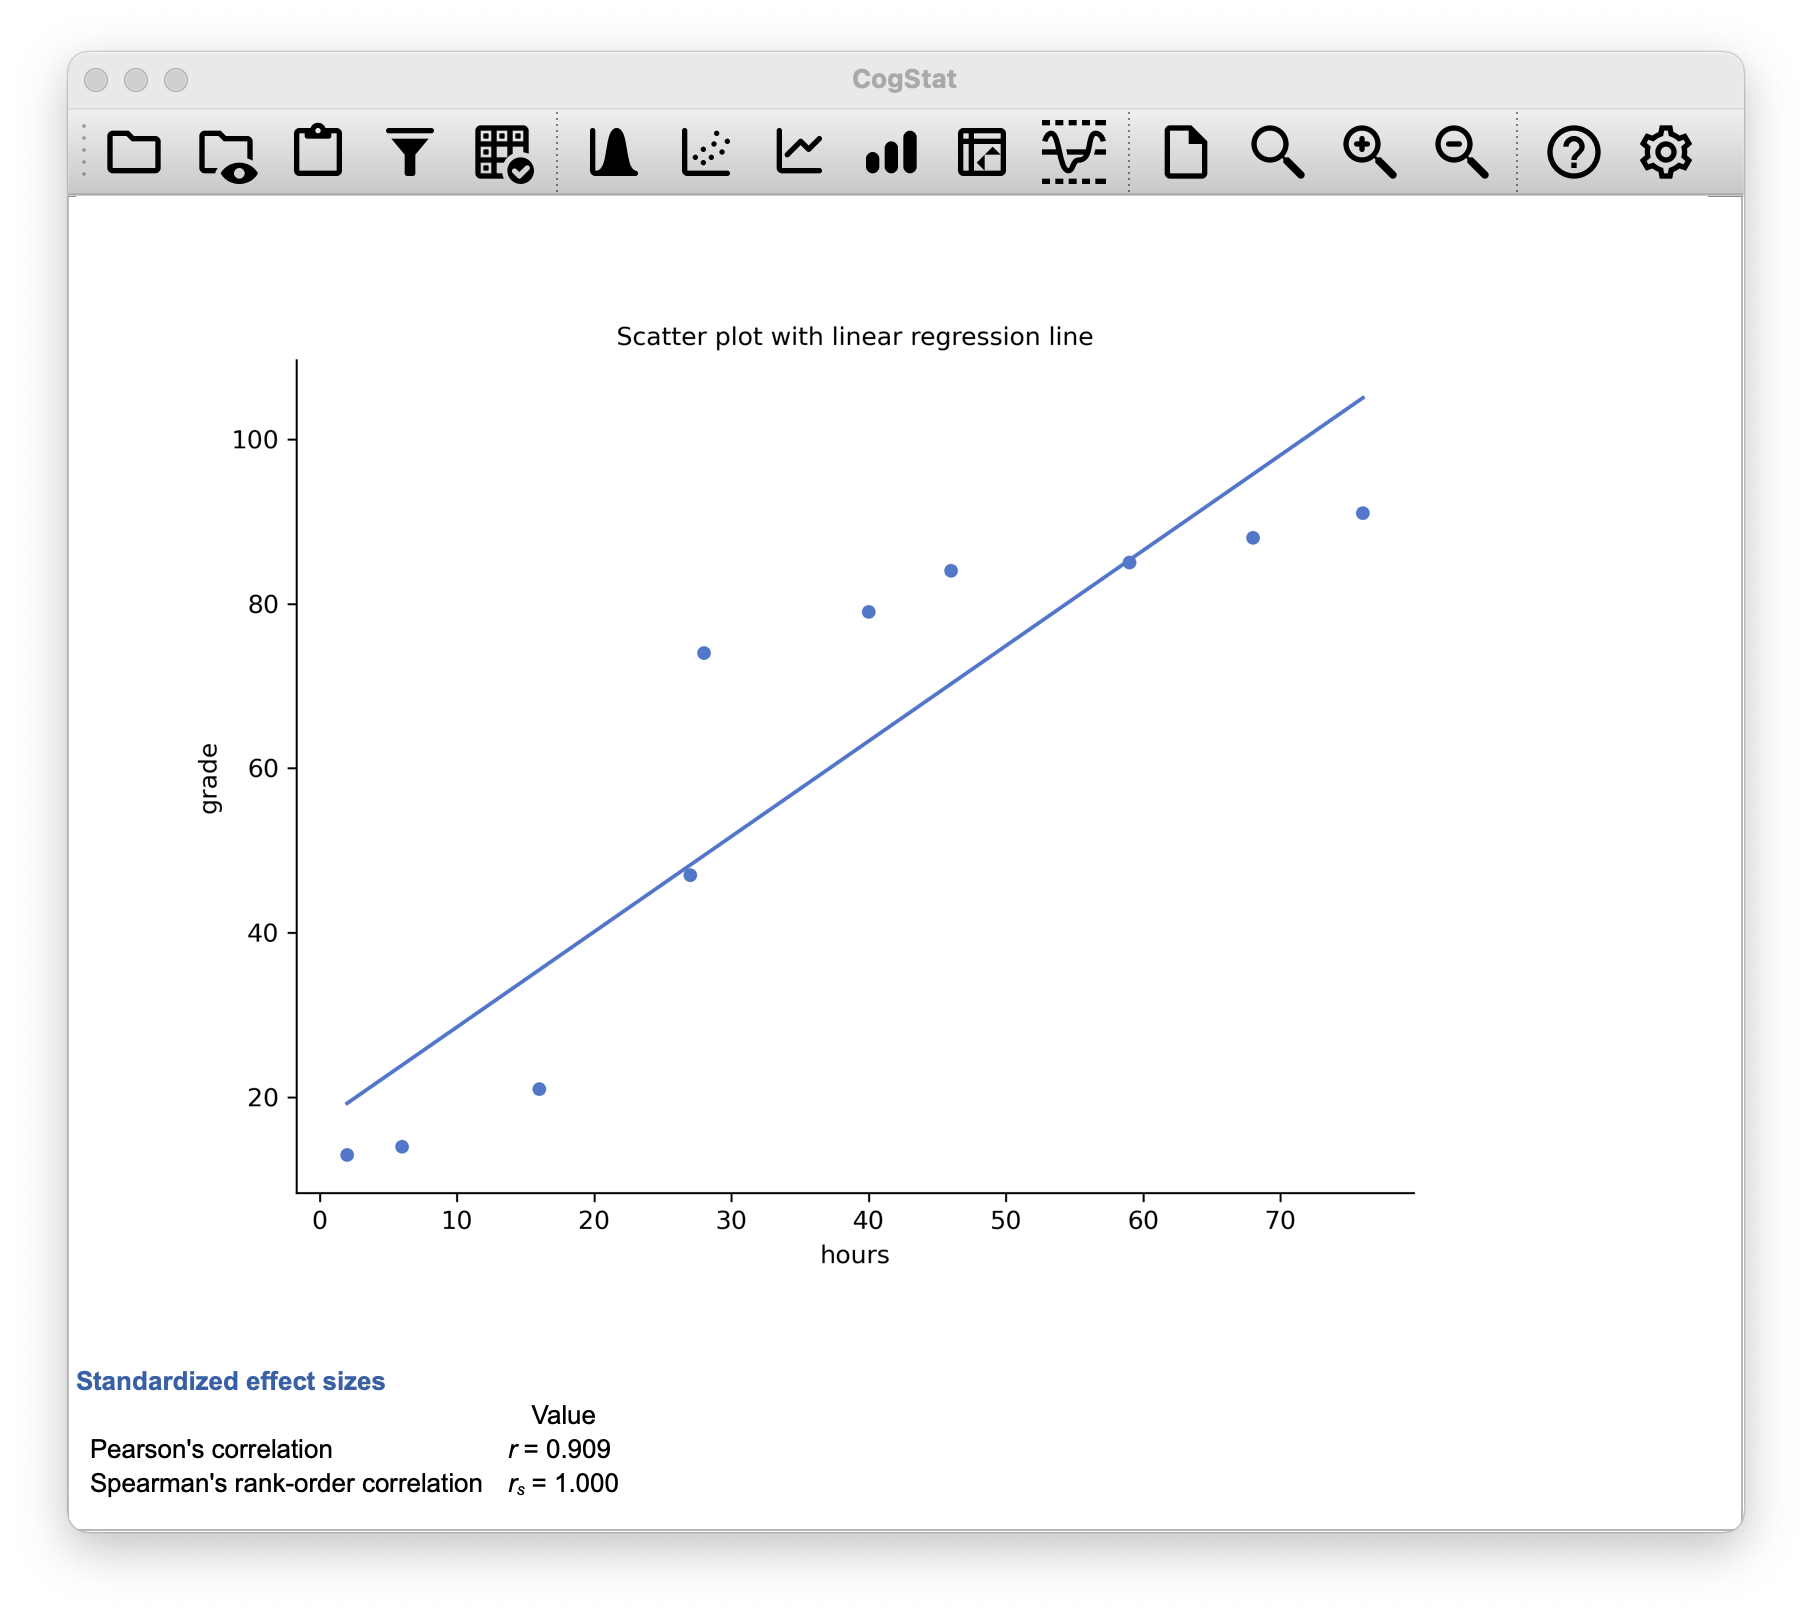 CogStat
Scatter plot with linear regression line
100
80
60
40
20
grade
0 10 20 30 40 50 60 70
hours
Standardized effect sizes
Value
Pearson's correlation r = 0.909
Spearman's rank-order correlation rs = 1.000